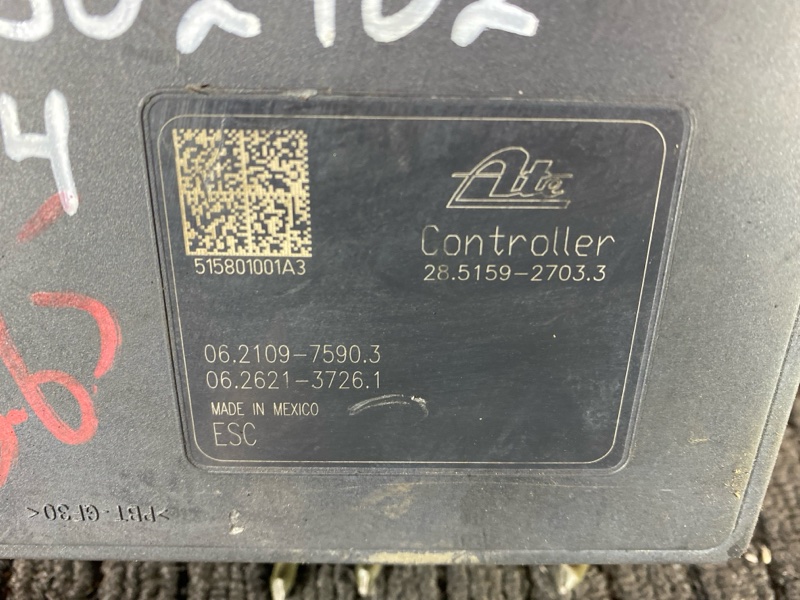 4
515801001A3
Ate
Controller
28.5159-2703.3
06.2109-7590.3
06.2621-3726.1
MADE IN MEXICO
ESC
>PBT-GF30<